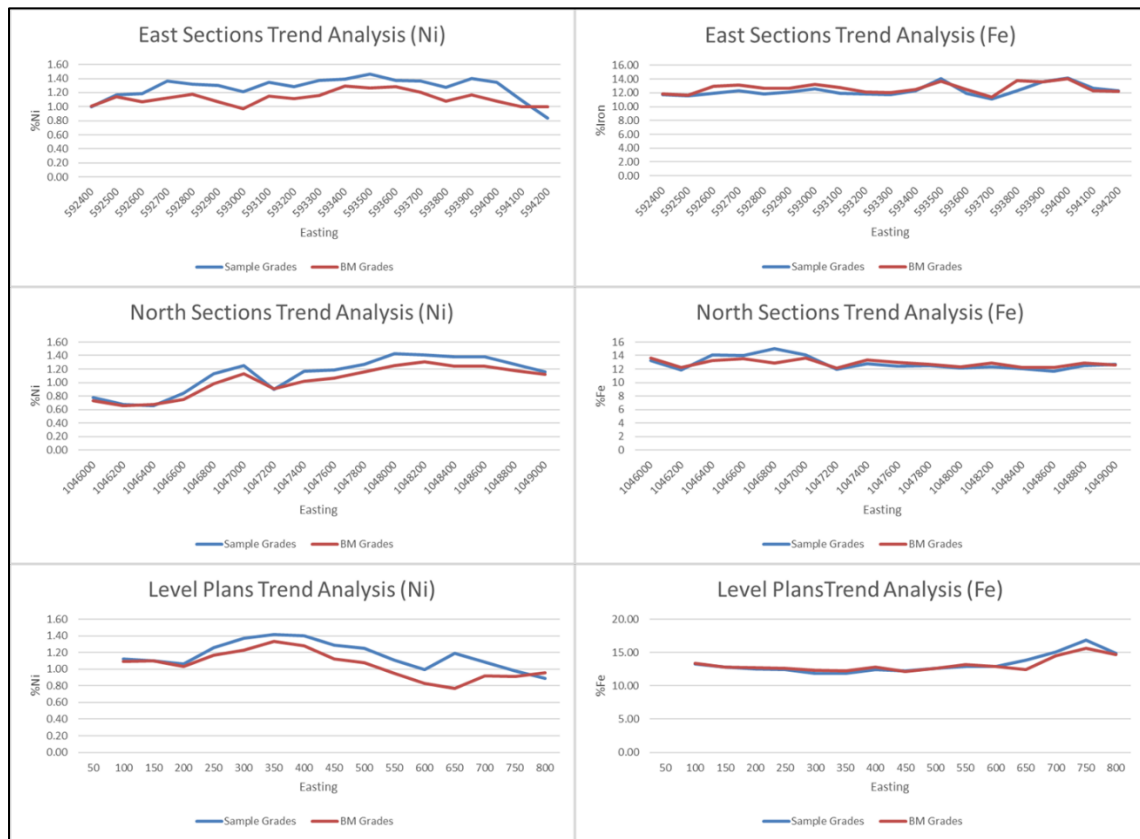 East Sections Trend Analysis (Ni)
%Ni
1.60
1.40
1.20
1.00
0.80
0.60
0.40
0.20
0.00
592400 592500 592600 592700 592800 592900 593000 593100 593200 593300 593400 593500 593600 593700 593800 593900 594000 594100 594200
Easting
Sample Grades BM Grades
East Sections Trend Analysis (Fe)
%Iron
16.00
14.00
12.00
10.00
8.00
6.00
4.00
2.00
0.00
592400 592500 592600 592700 592800 592900 593000 593100 593200 593300 593400 593500 593600 593700 593800 593900 594000 594100 594200
Easting
Sample Grades BM Grades
North Sections Trend Analysis (Ni)
%Ni
1.60
1.40
1.20
1.00
0.80
0.60
0.40
0.20
0.00
1046000 1046200 1046400 1046600 1046800 1047000 1047200 1047400 1047600 1047800 1048000 1048200 1048400 1048600 1048800 1049000
Easting
Sample Grades BM Grades
North Sections Trend Analysis (Fe)
%Fe
16
14
12
10
8
6
4
2
0
1046000 1046200 1046400 1046600 1046800 1047000 1047200 1047400 1047600 1047800 1048000 1048200 1048400 1048600 1048800 1049000
Easting
Sample Grades BM Grades
Level Plans Trend Analysis (Ni)
%Ni
1.60
1.40
1.20
1.00
0.80
0.60
0.40
0.20
0.00
50 100 150 200 250 300 350 400 450 500 550 600 650 700 750 800
Easting
Sample Grades BM Grades
Level PlansTrend Analysis (Fe)
%Fe
20.00
15.00
10.00
5.00
0.00
50 100 150 200 250 300 350 400 450 500 550 600 650 700 750 800
Easting
Sample Grades BM Grades